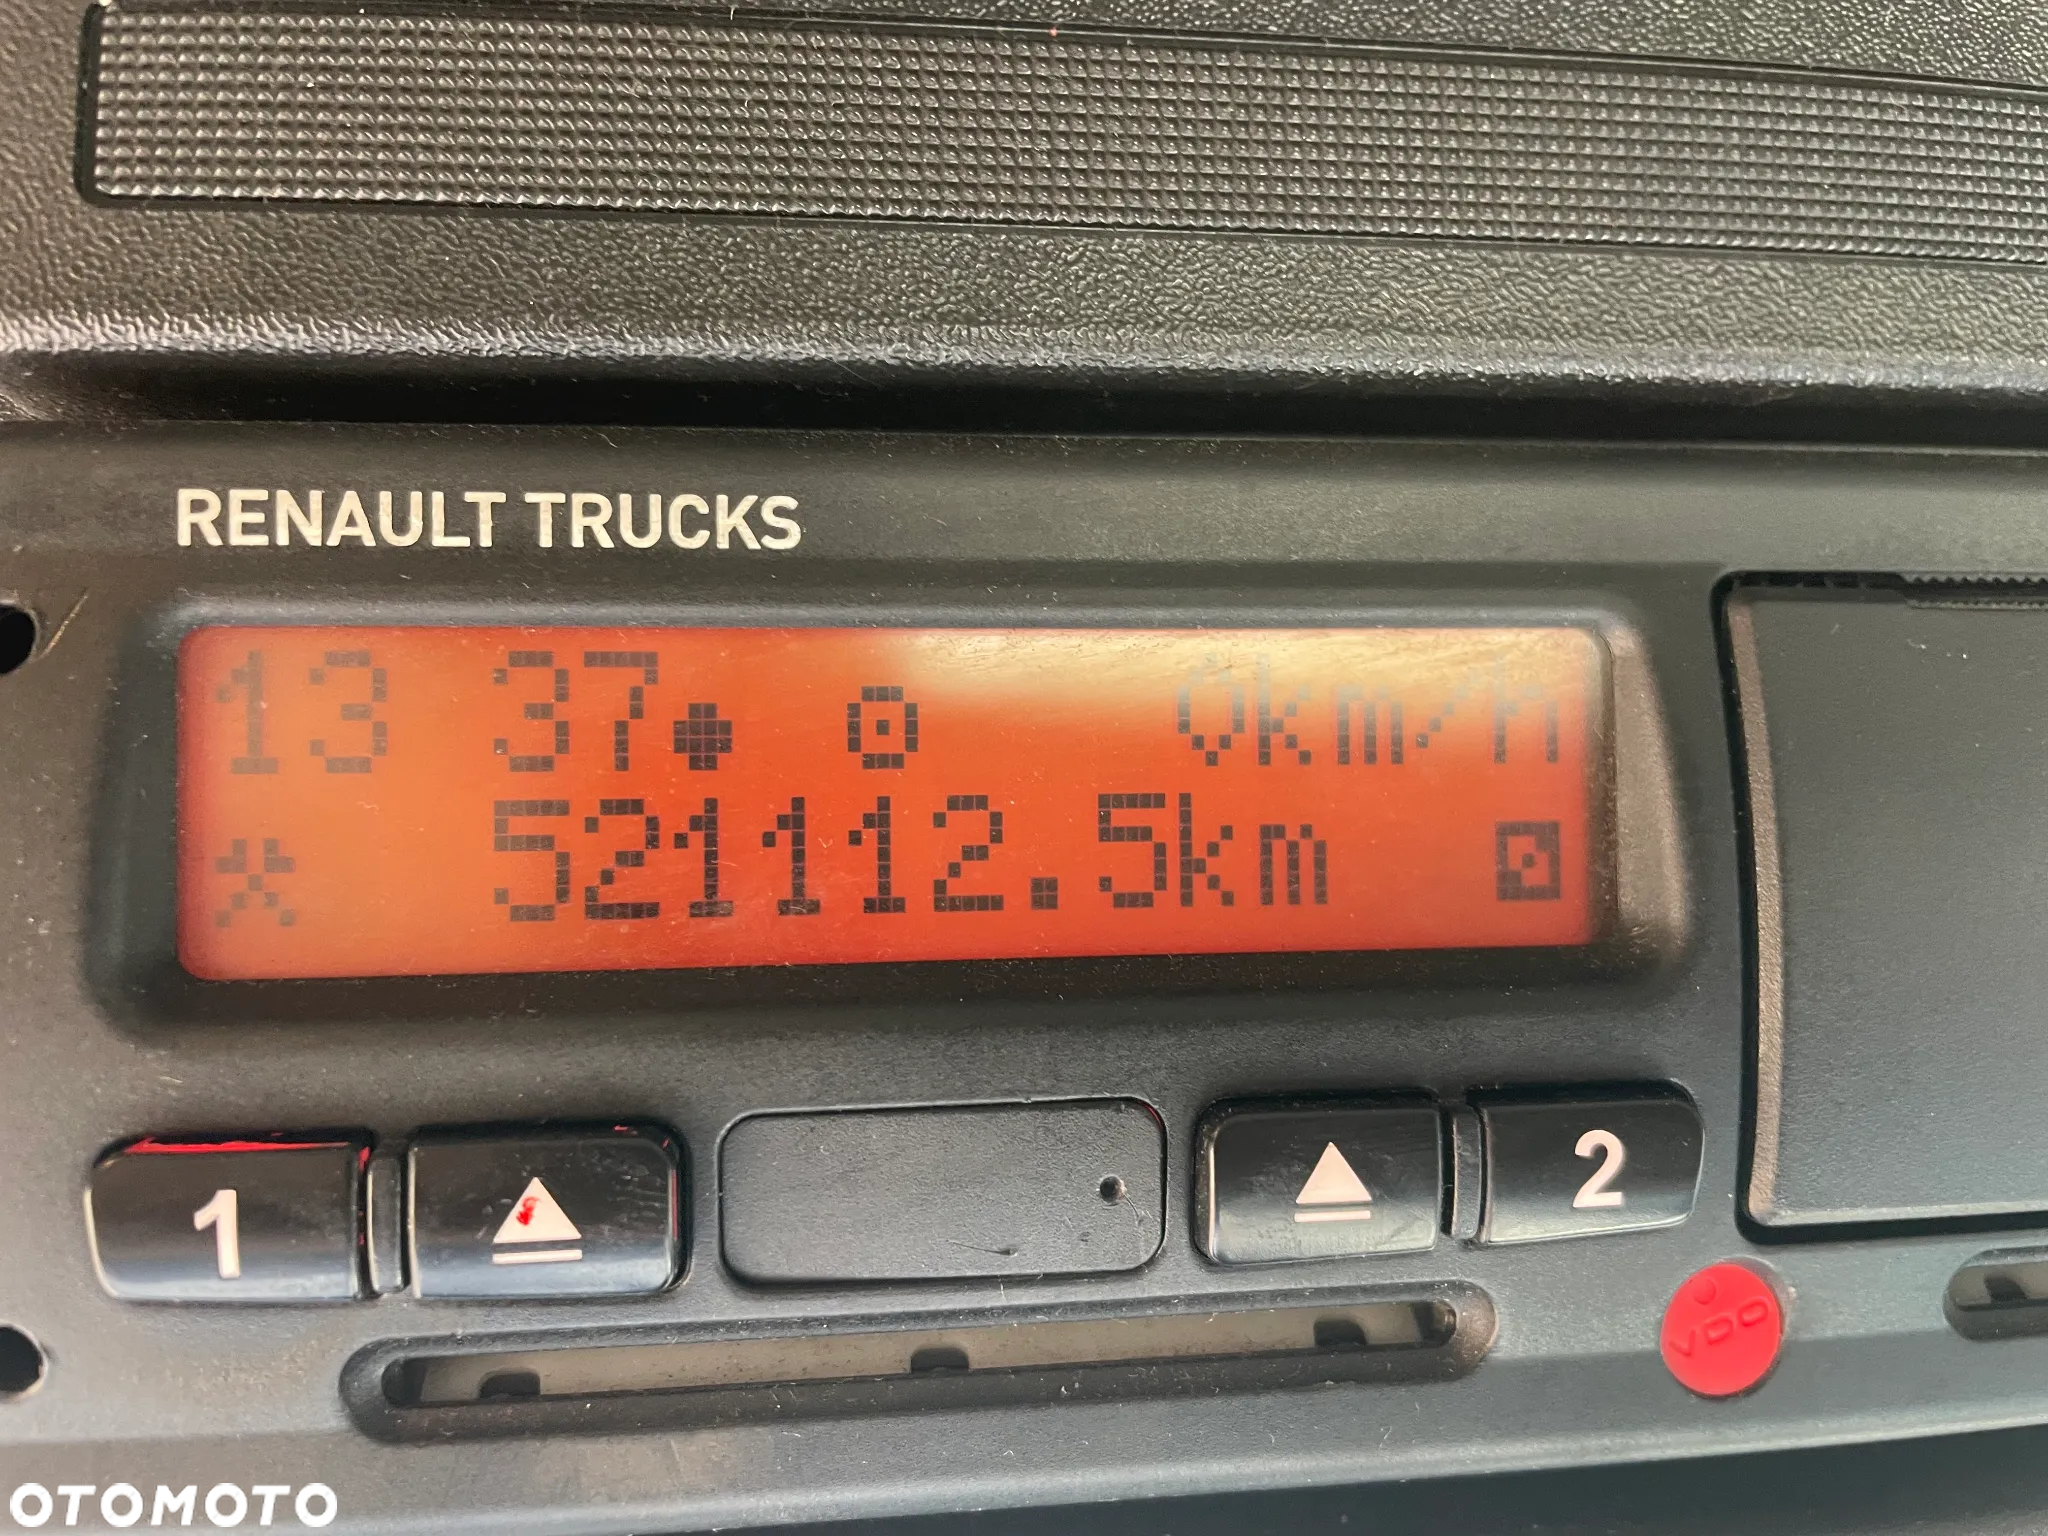 RENAULT TRUCKS
13 37 0km/h
521112.5km
1 2
VDO
OTOMOTO